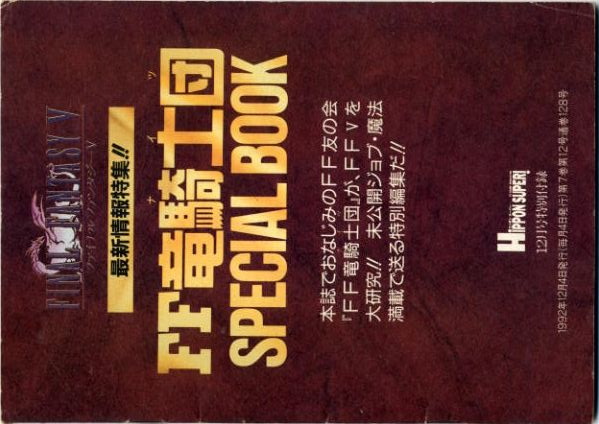 FINAL FANTASY V
ファイナルファンタジーV
最新情報特集!!
ナイツ
FF竜騎士団
SPECIAL BOOK
本誌でおなじみのFF友の会
『FF竜騎士団』が、FFVを
大研究!! 未公開ジョブ・魔法
満載で送る特別編集だ!!
HIPPON SUPER!
12月号特別付録
1992年12月4日発行(毎月4日発行)第7巻第12号通巻128号